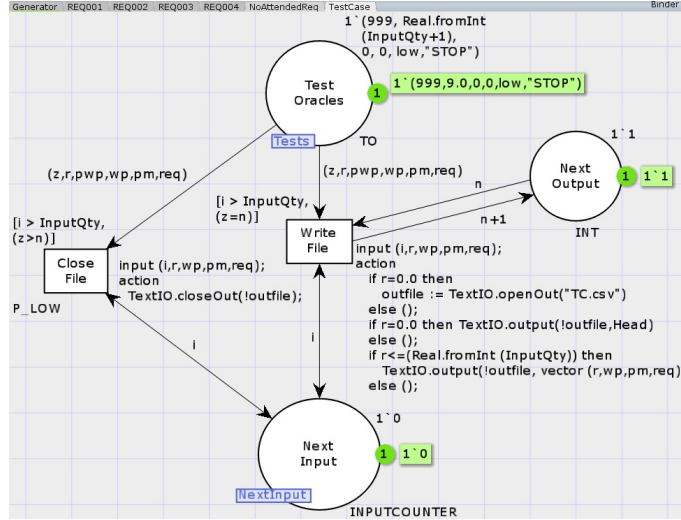 Generator REQ001 REQ002 REQ003 REQ004 NoAttendedReq TestCase
Binder
1`(999, Real.fromInt
(InputQty+1),
0, 0, low,"STOP")
Test
Oracles
1
1`(999,9.0,0,0,low,"STOP")
Tests
TO
1`1
Next
Output
1
1`1
INT
(z,r,pwp,wp,pm,req)
(z,r,pwp,wp,pm,req)
n
n+1
[i > InputQty,
(z>n)]
Close
File
P_LOW
input (i,r,wp,pm,req);
action
TextIO.closeOut(!outfile);
[i > InputQty,
(z=n)]
Write
File
input (i,r,wp,pm,req);
action
if r=0.0 then
outfile := TextIO.openOut("TC.csv")
else ();
if r=0.0 then TextIO.output(!outfile,Head)
else ();
if r<=(Real.fromInt (InputQty)) then
TextIO.output(!outfile, vector (r,wp,pm,req)
else ();
i
i
1`0
Next
Input
1
1`0
NextInput
INPUTCOUNTER